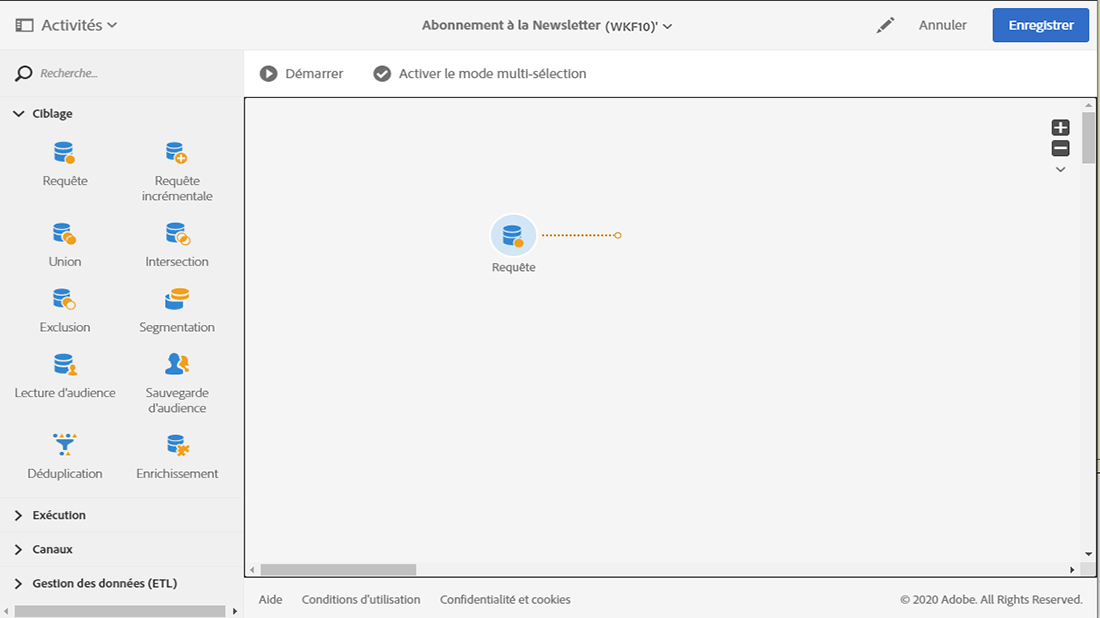 Activités
Abonnement à la Newsletter (WKF10)'
Annuler
Enregistrer
Recherche...
Démarrer
Activer le mode multi-sélection
Ciblage
Requête
Requête
incrémentale
Union
Intersection
Exclusion
Segmentation
Lecture d'audience
Sauvegarde
d'audience
Déduplication
Enrichissement
Exécution
Canaux
Gestion des données (ETL)
Requête
Aide
Conditions d'utilisation
Confidentialité et cookies
© 2020 Adobe. All Rights Reserved.